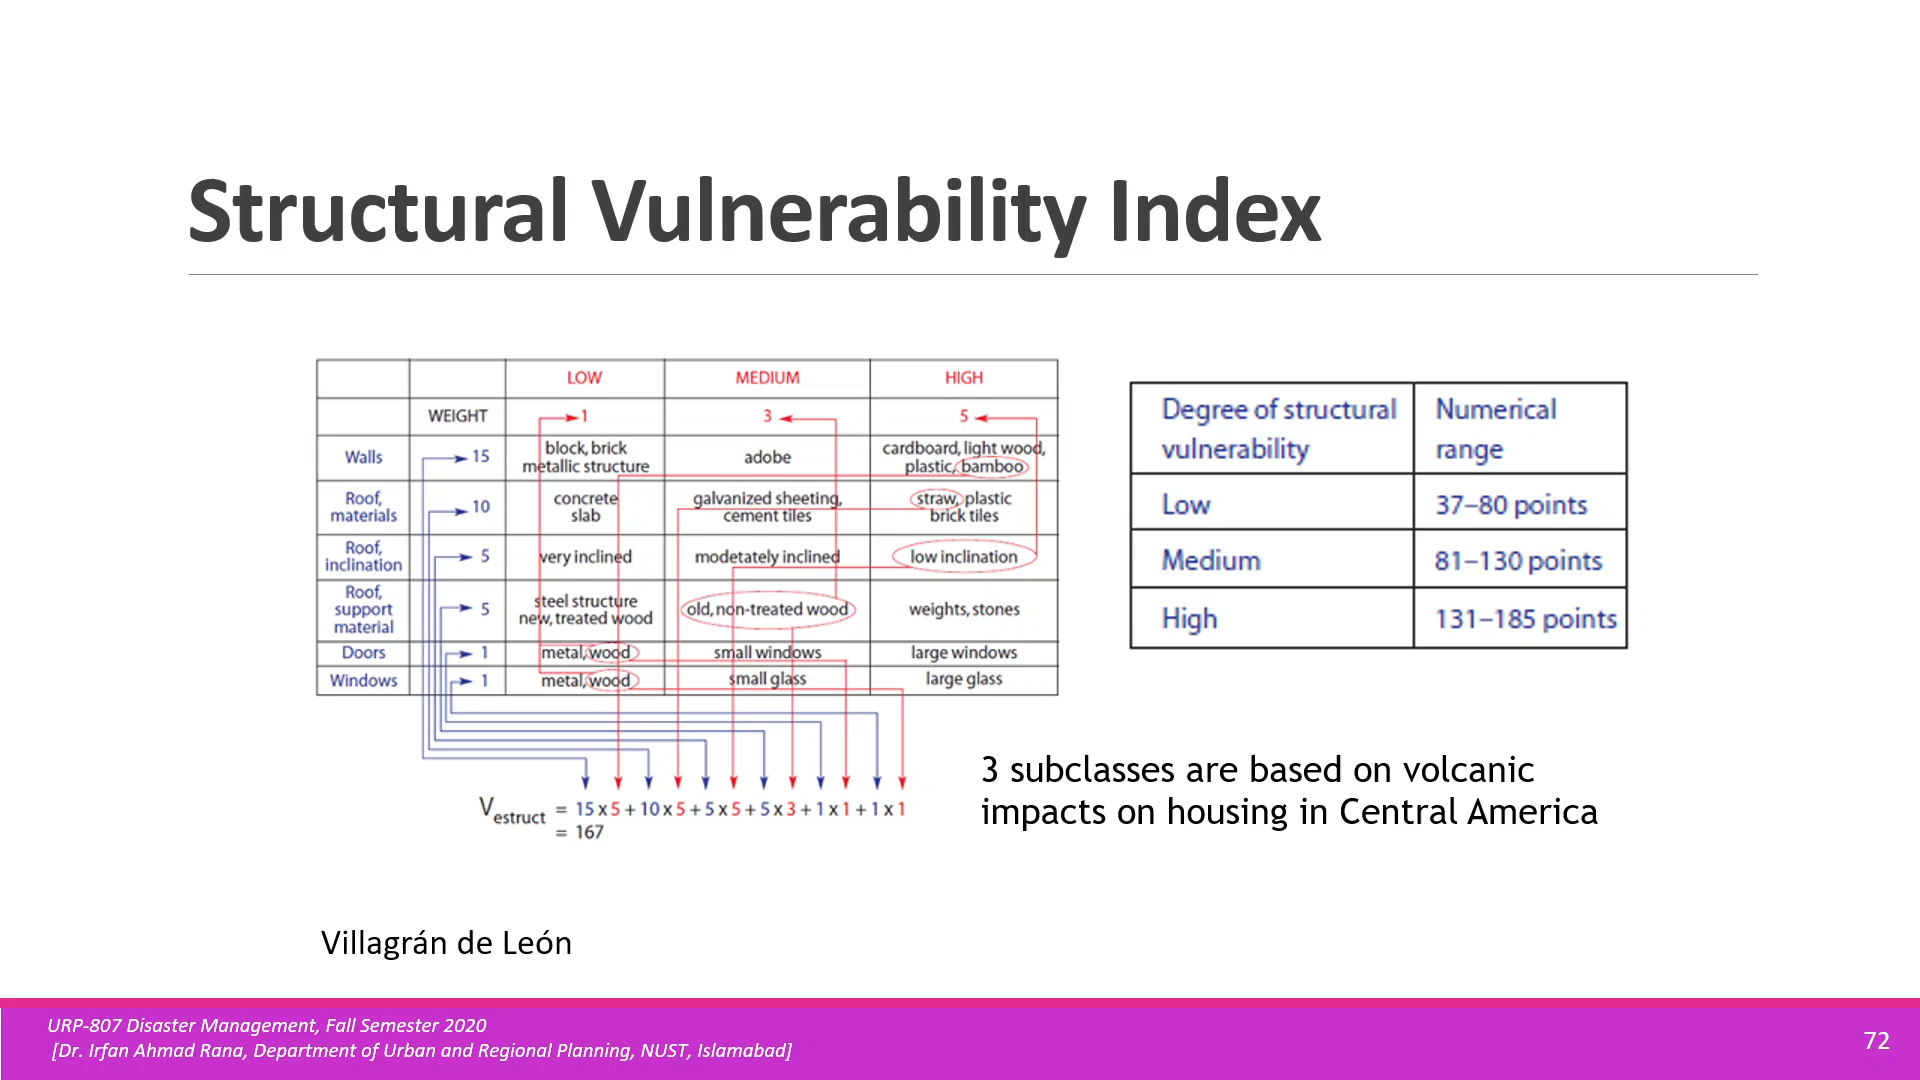 Structural Vulnerability Index
LOW MEDIUM HIGH
WEIGHT 1 3 5
Walls 15 block, brick metallic structure adobe cardboard, light wood, plastic, bamboo
Roof, materials 10 concrete slab galvanized sheeting, cement tiles straw, plastic brick tiles
Roof, inclination 5 very inclined modetately inclined low inclination
Roof, support material 5 steel structure new, treated wood old, non-treated wood weights, stones
Doors 1 metal, wood small windows large windows
Windows 1 metal, wood small glass large glass
Vestruct = 15 x 5 + 10 x 5 + 5 x 5 + 5 x 3 + 1 x 1 + 1 x 1
= 167
Degree of structural vulnerability Numerical range
Low 37–80 points
Medium 81–130 points
High 131–185 points
3 subclasses are based on volcanic
impacts on housing in Central America
Villagrán de León
URP-807 Disaster Management, Fall Semester 2020
[Dr. Irfan Ahmad Rana, Department of Urban and Regional Planning, NUST, Islamabad]
72